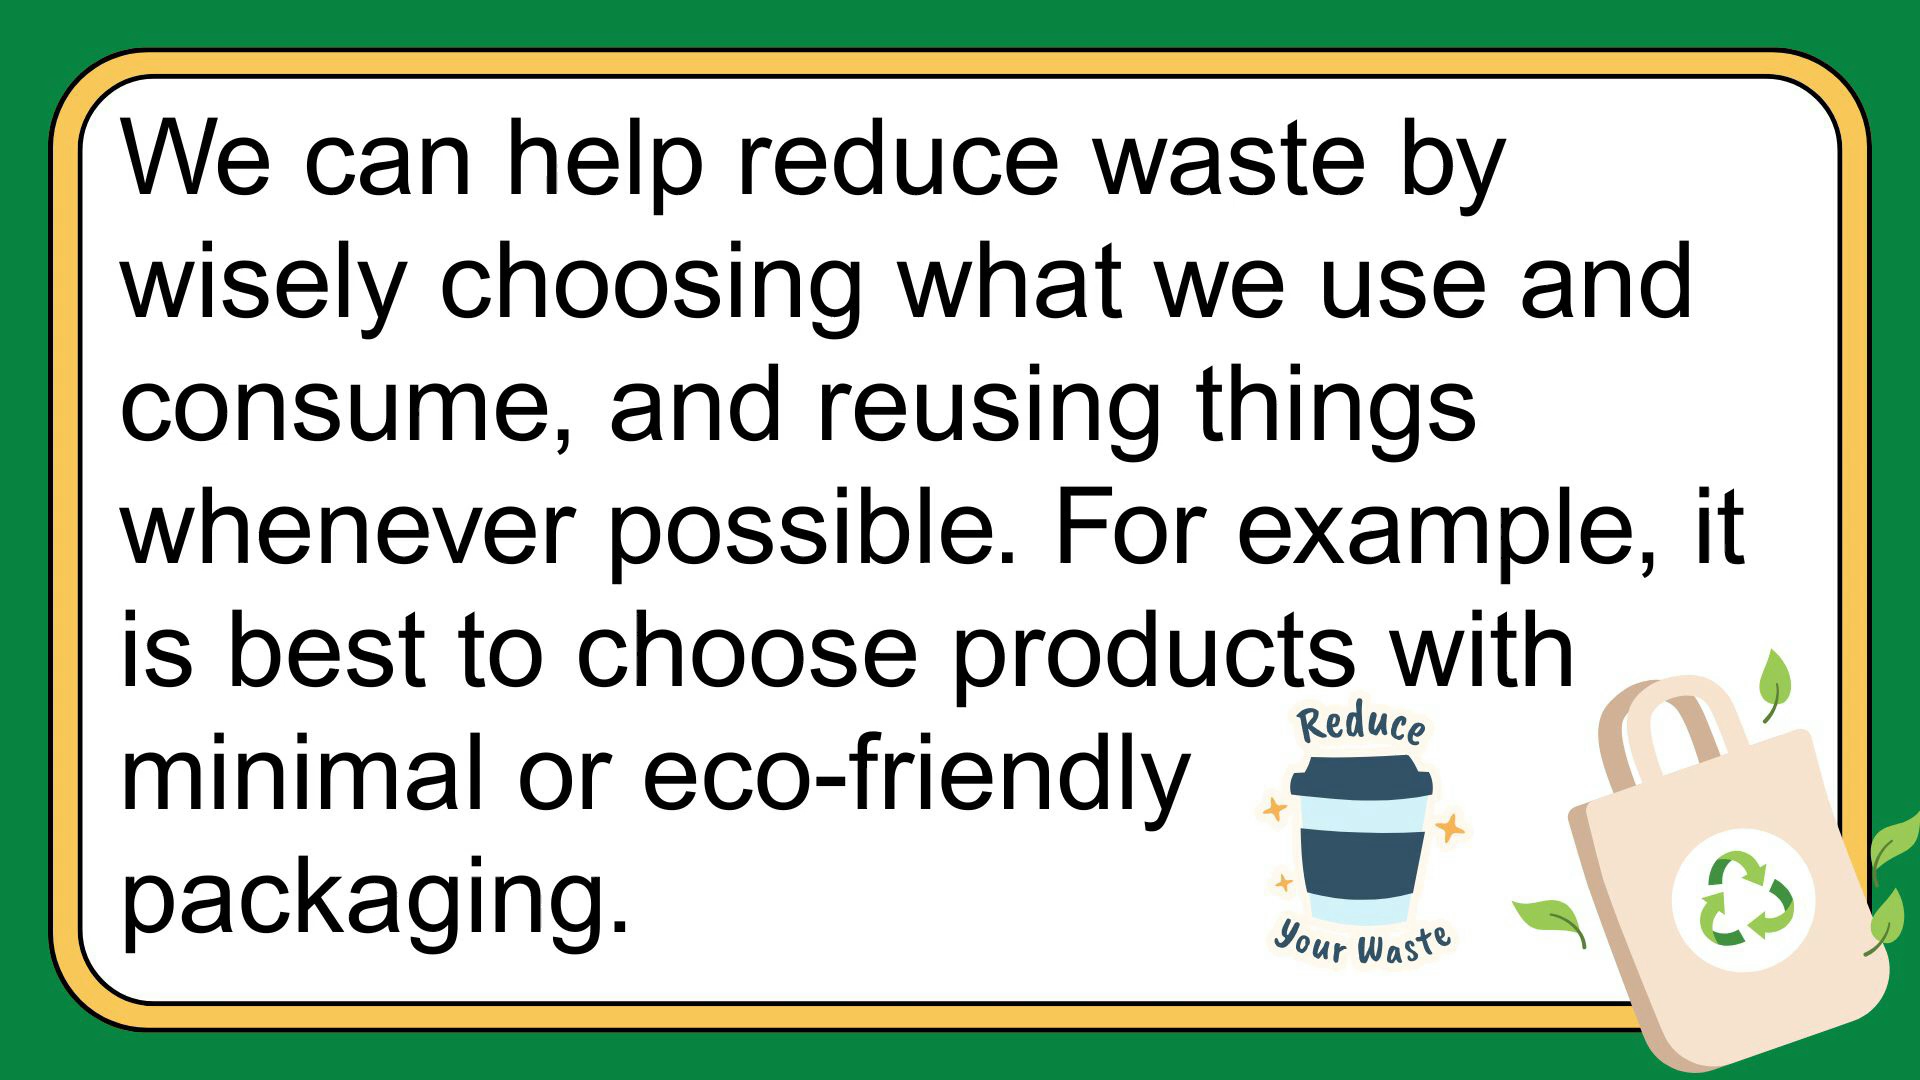 We can help reduce waste by
wisely choosing what we use and
consume, and reusing things
whenever possible. For example, it
is best to choose products with
minimal or eco-friendly
packaging.
Reduce
Your Waste